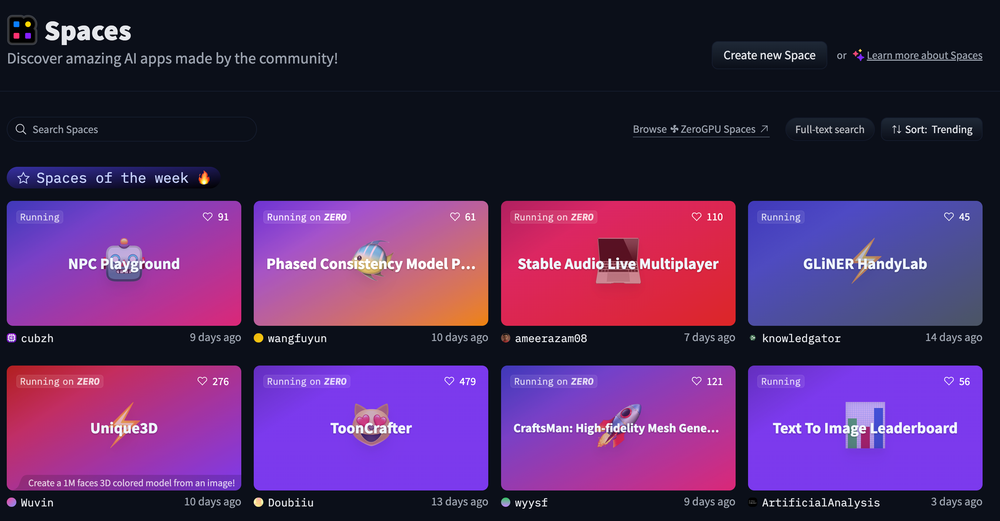 Spaces
Discover amazing AI apps made by the community!
Create new Space or Learn more about Spaces
Search Spaces
Browse ZeroGPU Spaces
Full-text search
Sort: Trending
Spaces of the week
Running 91
NPC Playground
cubzh 9 days ago
Running on ZERO 61
Phased Consistency Model P...
wangfuyun 10 days ago
Running on ZERO 110
Stable Audio Live Multiplayer
ameerazam08 7 days ago
Running 45
GLiNER HandyLab
knowledgator 14 days ago
Running on ZERO 276
Unique3D
Create a 1M faces 3D colored model from an image!
Wuvin 10 days ago
Running on ZERO 479
ToonCrafter
Doubiiu 13 days ago
Running on ZERO 121
CraftsMan: High-fidelity Mesh Gene...
wyysf 9 days ago
Running 56
Text To Image Leaderboard
ArtificialAnalysis 3 days ago